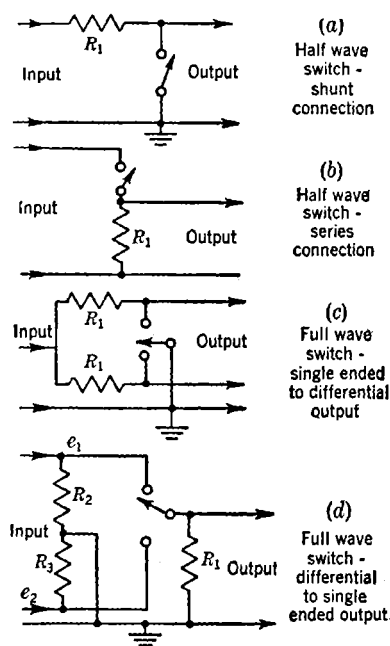 (a)
R1
Half wave
switch -
shunt
connection
Input
Output
(b)
Half wave
switch -
series
connection
Input
R1
Output
(c)
Full wave
switch -
single ended
to differential
output
R1
Input
Output
R1
e1
(d)
Full wave
switch -
differential
to single
ended output.
R2
Input
R3
R1
Output
e2